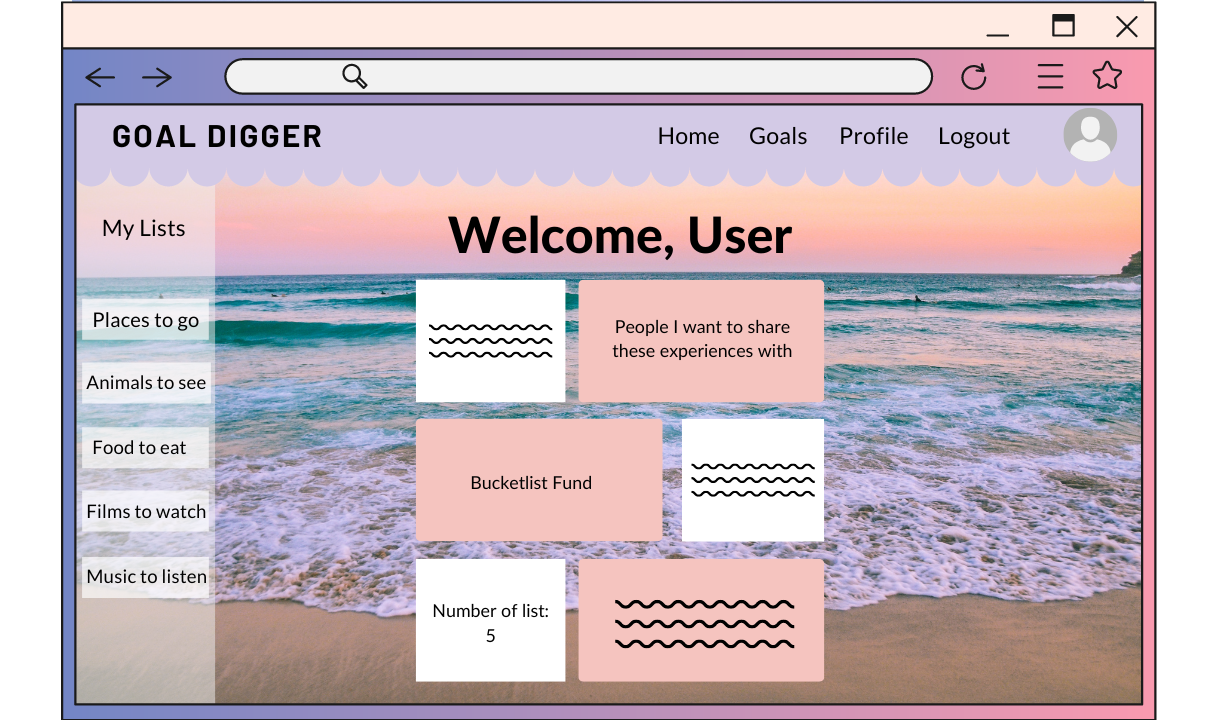 GOAL DIGGER
Home Goals Profile Logout
My Lists
Places to go
Animals to see
Food to eat
Films to watch
Music to listen
Welcome, User
People I want to share
these experiences with
Bucketlist Fund
Number of list:
5